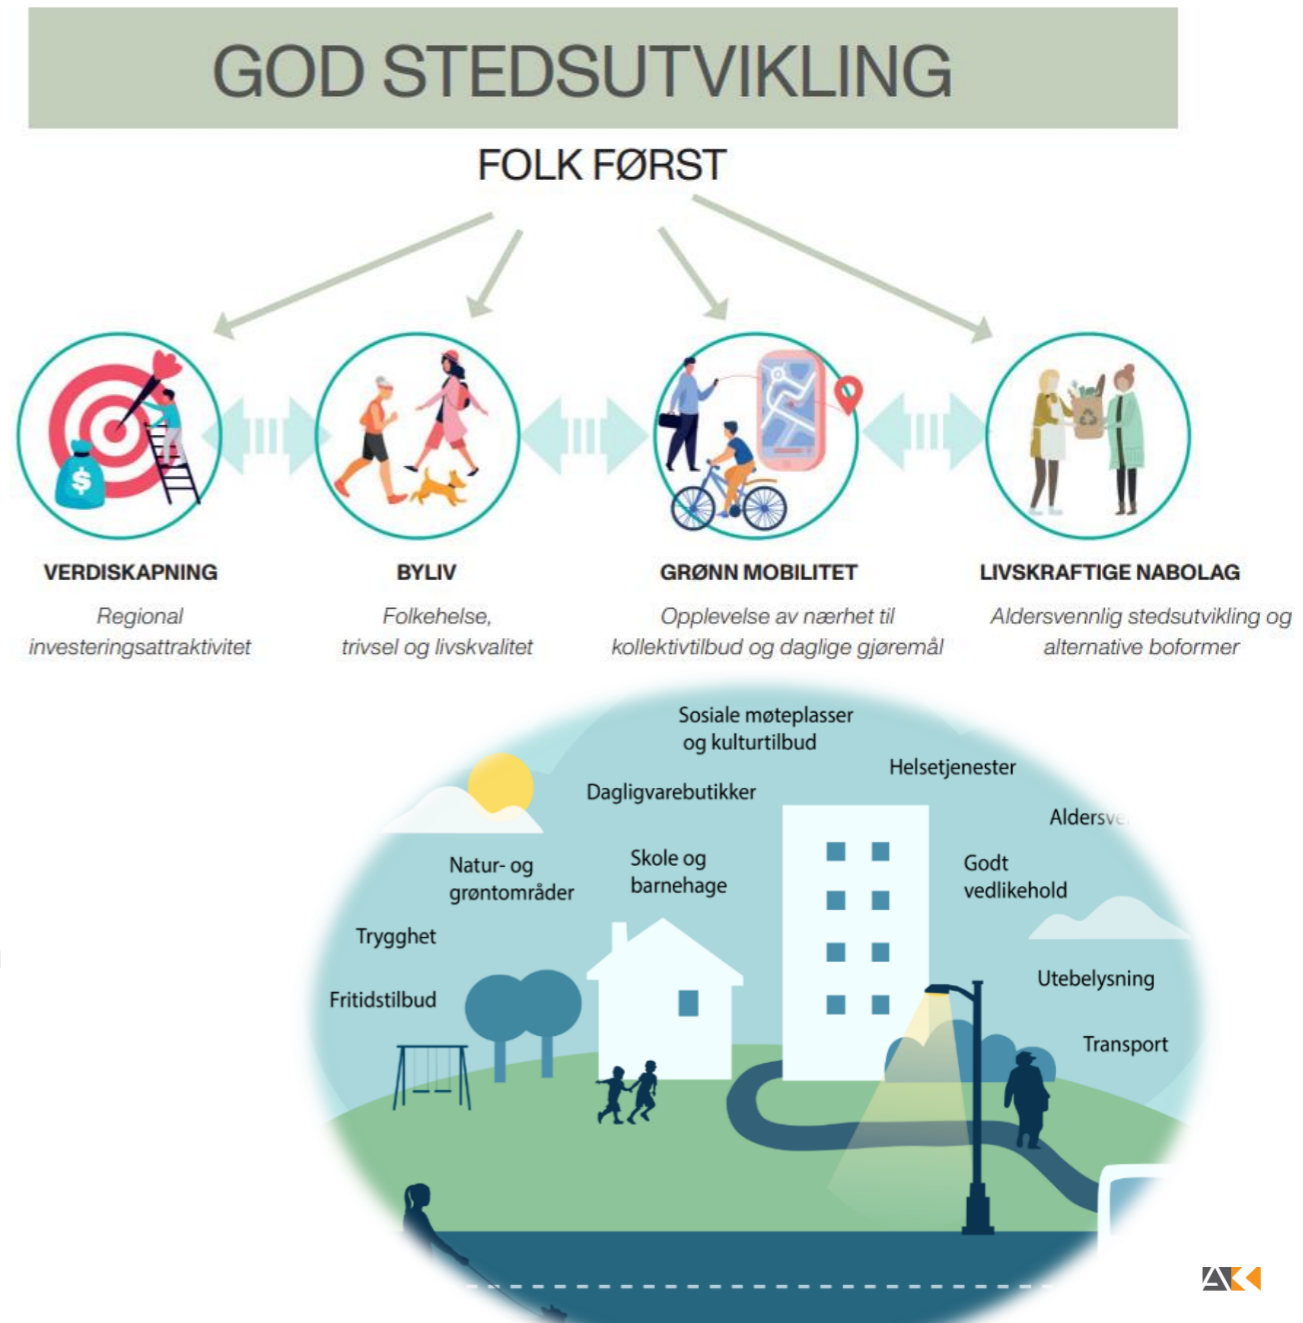 GOD STEDSUTVIKLING
FOLK FØRST
VERDISKAPNING
Regional
investeringsattraktivitet
BYLIV
Folkehelse,
trivsel og livskvalitet
GRØNN MOBILITET
Opplevelse av nærhet til
kollektivtilbud og daglige gjøremål
LIVSKRAFTIGE NABOLAG
Aldersvennlig stedsutvikling og
alternative boformer
Sosiale møteplasser
og kulturtilbud
Helsetjenester
Dagligvarebutikker
Natur- og
grøntområder
Skole og
barnehage
Godt
vedlikehold
Trygghet
Utebelysning
Fritidstilbud
Transport
$